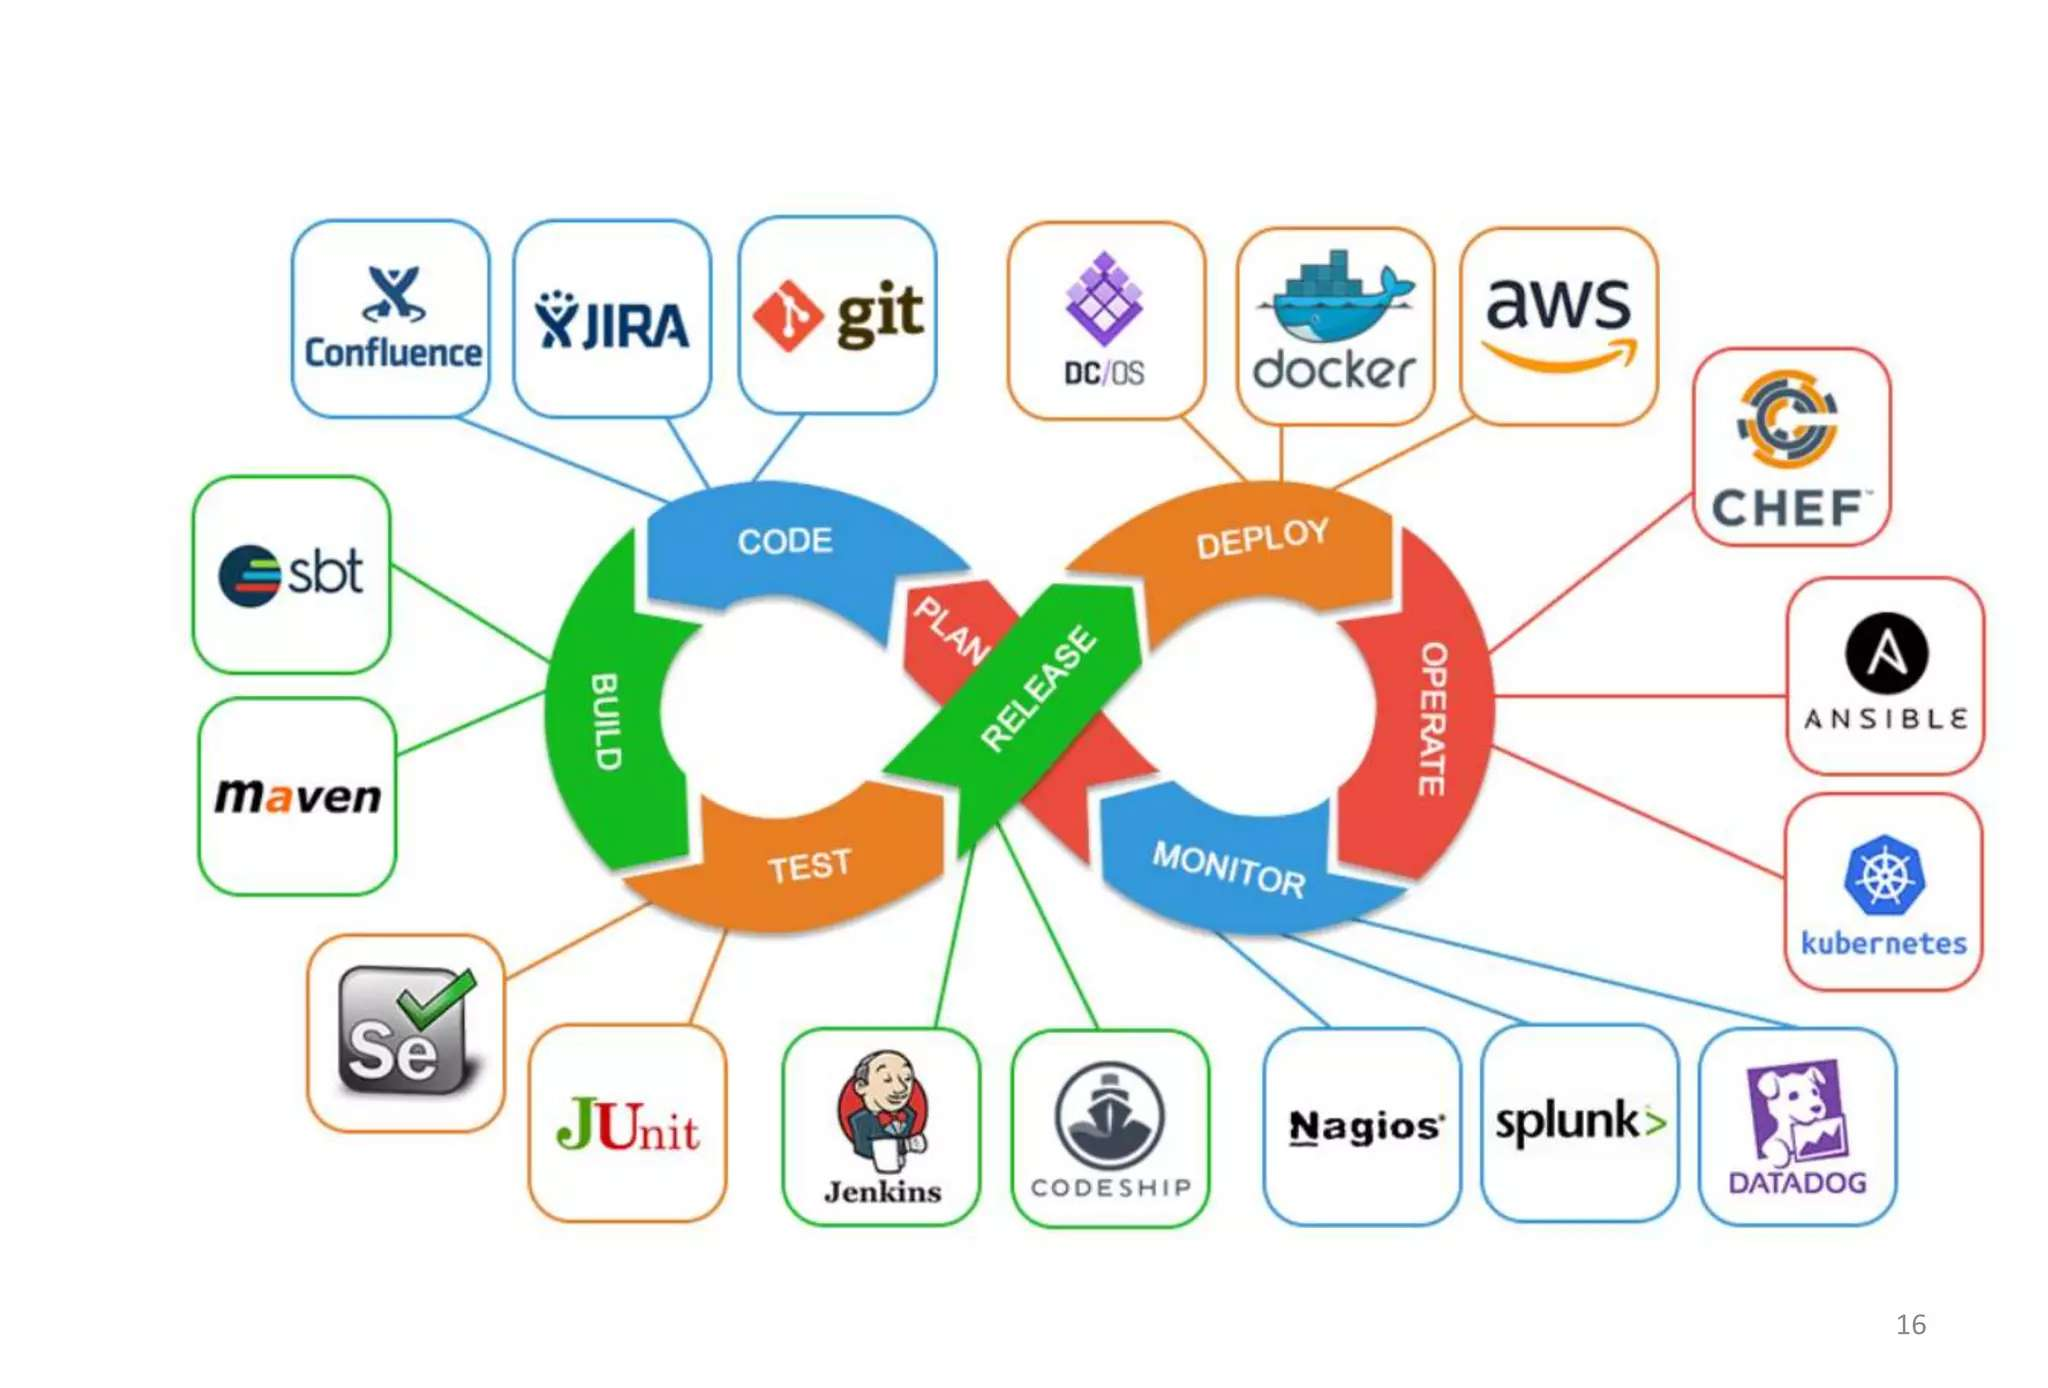 Confluence
JIRA
git
DC/OS
docker
aws
CHEF™
sbt
CODE
DEPLOY
PLAN
RELEASE
BUILD
OPERATE
ANSIBLE
maven
TEST
MONITOR
kubernetes
Se
JUnit
Jenkins
CODESHIP
Nagios®
splunk>
DATADOG
16